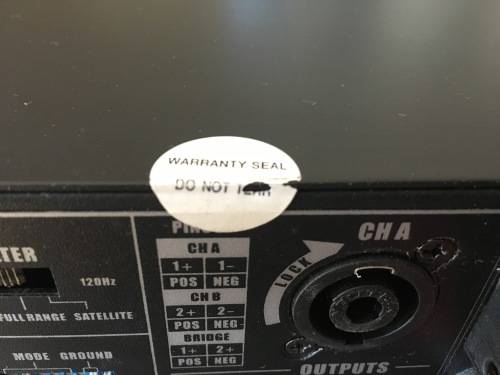 WARRANTY SEAL
DO NOT TEAR
CH A
CH A
1+ 1-
POS NEG
CH B
2+ 2-
POS NEG
BRIDGE
1+ 2+
POS NEG
LOCK
120Hz
FULL RANGE SATELLITE
MODE GROUND
OUTPUTS